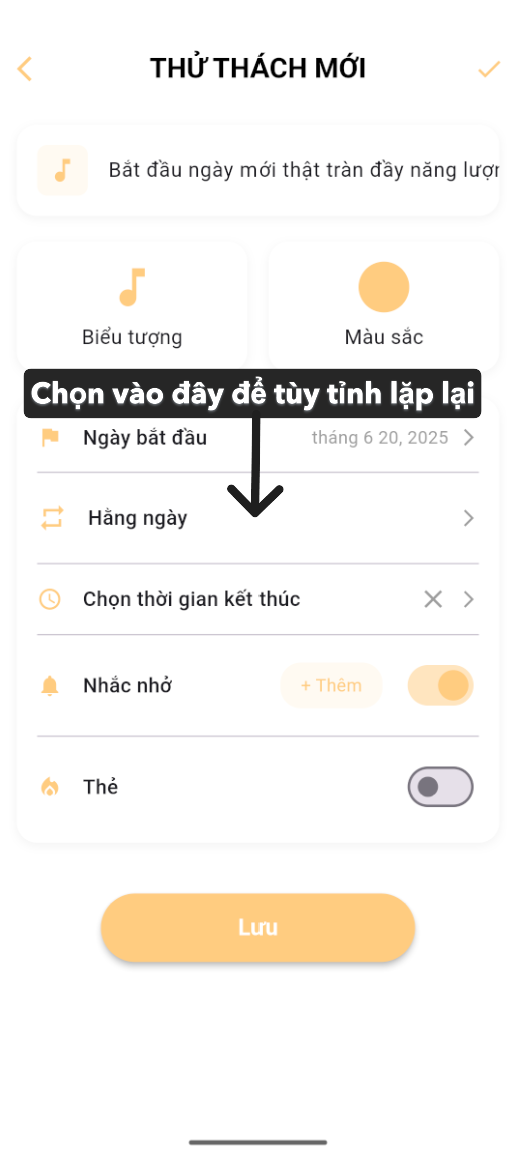 THỬ THÁCH MỚI
Bắt đầu ngày mới thật tràn đầy năng lượn
Biểu tượng
Màu sắc
Chọn vào đây để tùy tỉnh lặp lại
Ngày bắt đầu
tháng 6 20, 2025
Hằng ngày
Chọn thời gian kết thúc
Nhắc nhở
+ Thêm
Thẻ
Lưu